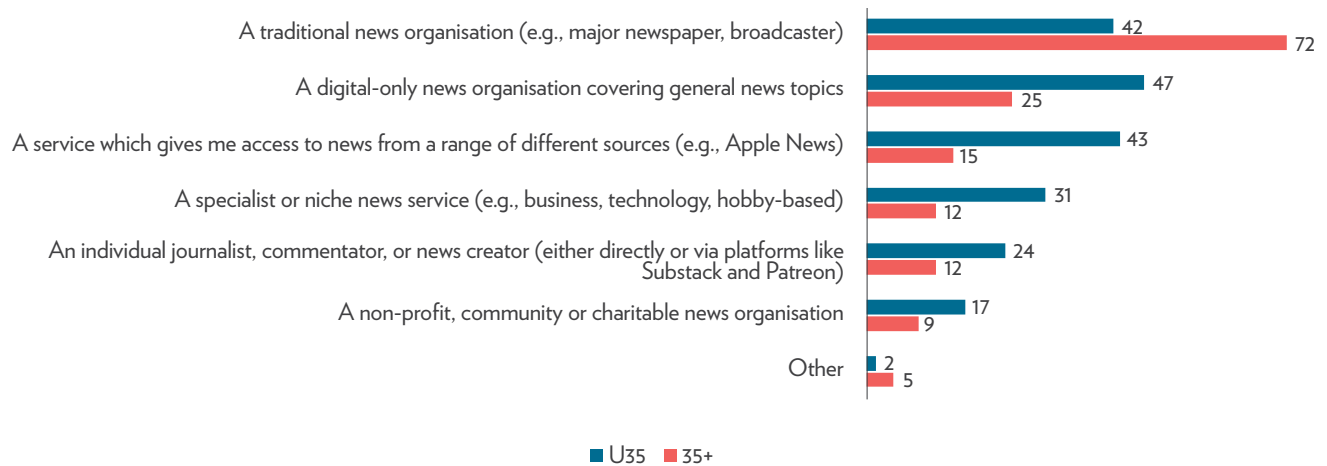 A traditional news organisation (e.g., major newspaper, broadcaster)
42
72
A digital-only news organisation covering general news topics
47
25
A service which gives me access to news from a range of different sources (e.g., Apple News)
43
15
A specialist or niche news service (e.g., business, technology, hobby-based)
31
12
An individual journalist, commentator, or news creator (either directly or via platforms like
Substack and Patreon)
24
12
A non-profit, community or charitable news organisation
17
9
Other
2
5
U35 35+